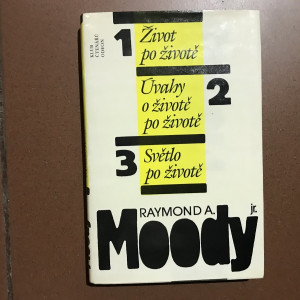 KLUB
ČTENÁŘŮ
ODEON
1 Život
po životě
Úvahy 2
o životě
po životě
3 Světlo
po životě
RAYMOND A. jr.
Moody